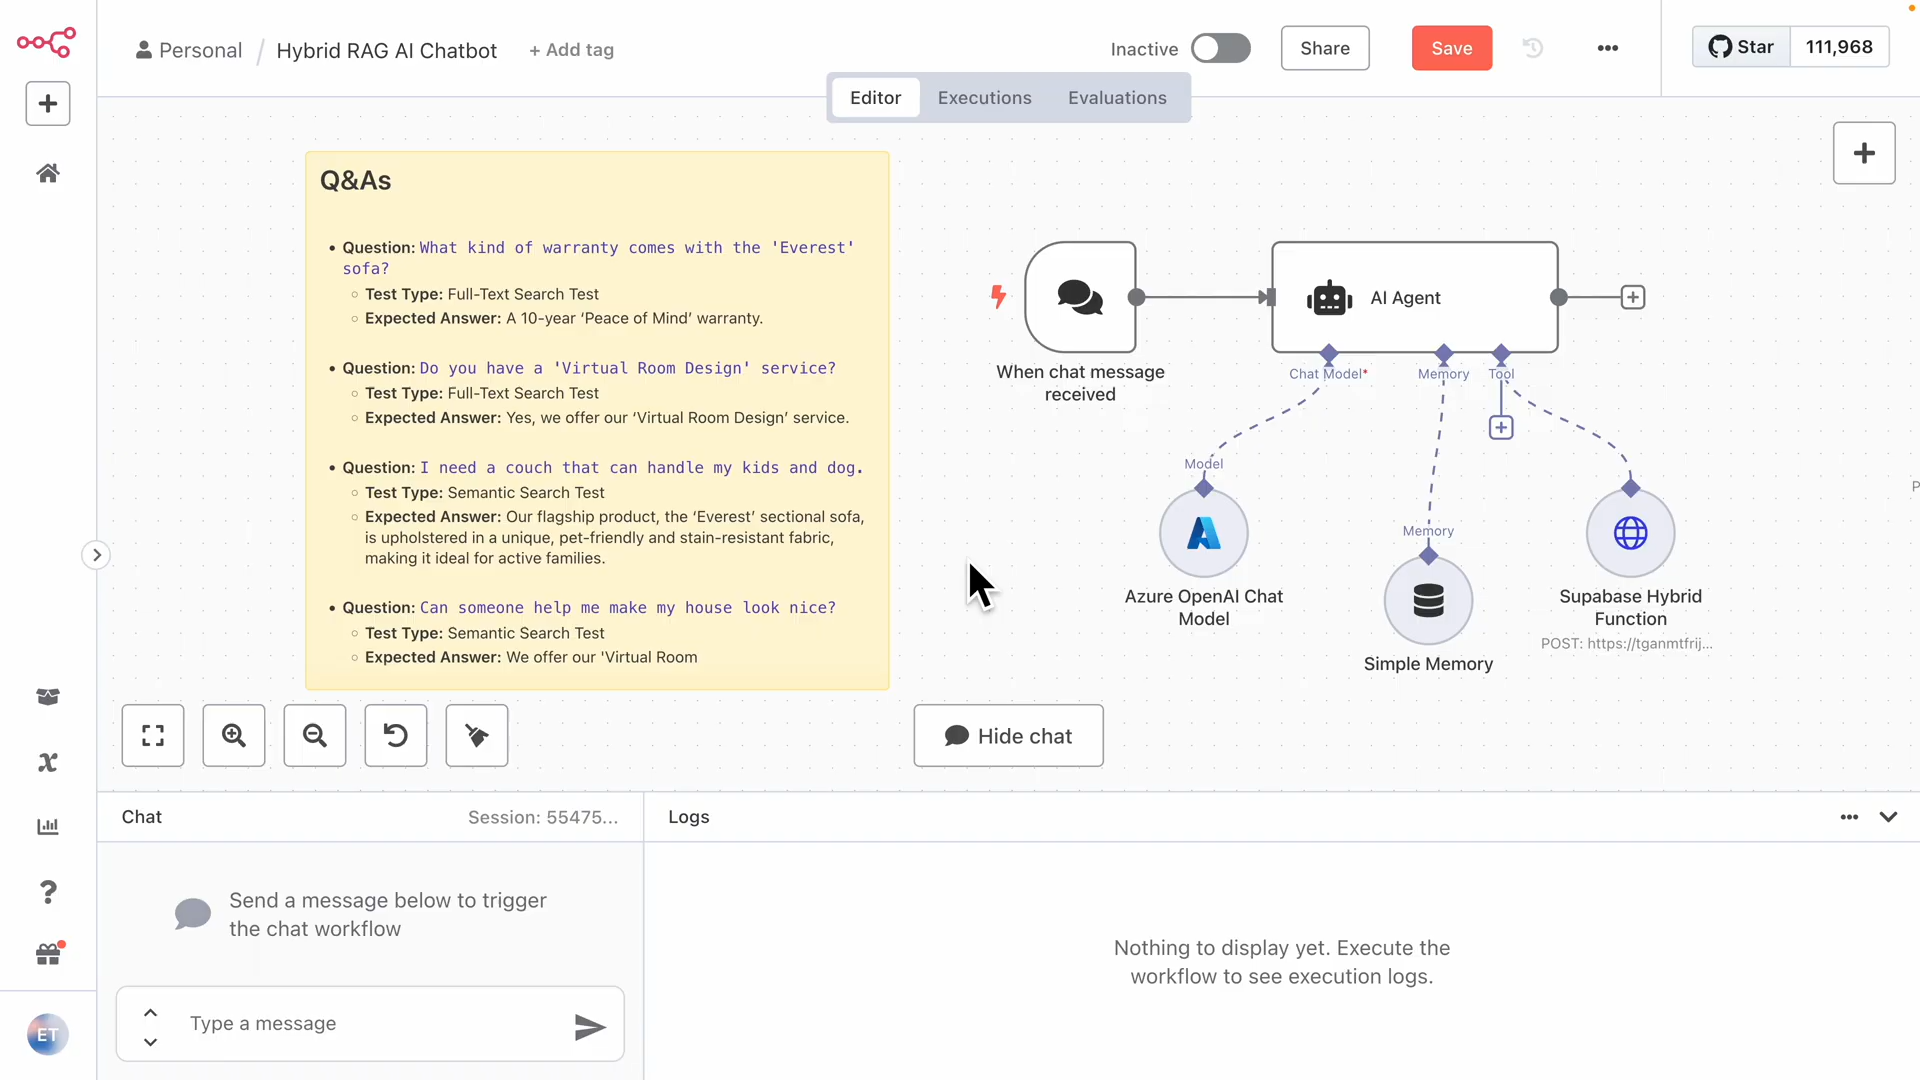 Personal / Hybrid RAG AI Chatbot + Add tag
Inactive
Share
Save
Star 111,968
Editor Executions Evaluations
Q&As
• Question: What kind of warranty comes with the 'Everest'
sofa?
Test Type: Full-Text Search Test
Expected Answer: A 10-year ‘Peace of Mind’ warranty.
• Question: Do you have a 'Virtual Room Design' service?
Test Type: Full-Text Search Test
Expected Answer: Yes, we offer our ‘Virtual Room Design’ service.
• Question: I need a couch that can handle my kids and dog.
Test Type: Semantic Search Test
Expected Answer: Our flagship product, the ‘Everest’ sectional sofa,
is upholstered in a unique, pet-friendly and stain-resistant fabric,
making it ideal for active families.
• Question: Can someone help me make my house look nice?
Test Type: Semantic Search Test
Expected Answer: We offer our 'Virtual Room
When chat message
received
AI Agent
Chat Model*
Memory
Tool
Model
Azure OpenAI Chat
Model
Memory
Simple Memory
Supabase Hybrid
Function
POST: https://tganmtfrij...
P
Hide chat
Chat
Session: 55475...
Logs
Send a message below to trigger
the chat workflow
Nothing to display yet. Execute the
workflow to see execution logs.
Type a message
ET